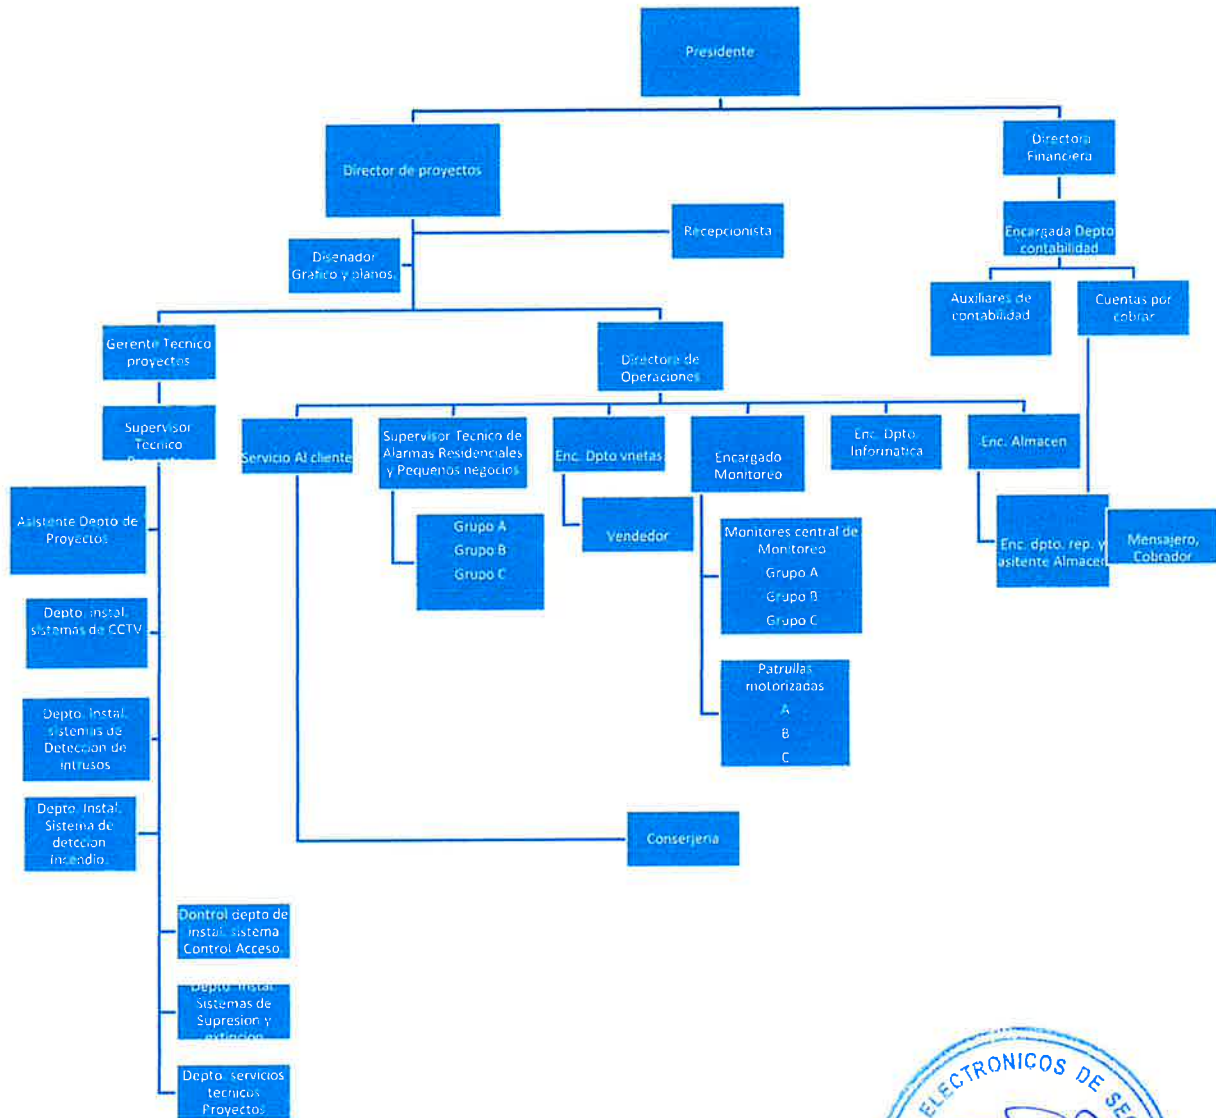 Presidente
Director de proyectos
Directora
Financiera
Recepcionista
Encargada Depto
contabilidad
Disenador
Grafico y planos.
Auxiliares de
contabilidad
Cuentas por
cobrar
Gerente Tecnico
proyectos
Directora de
Operaciones
Supervisor
Tecnico
Servicio Al cliente
Supervisor Tecnico de
Alarmas Residenciales
y Pequenos negocios
Enc. Dpto vnetas
Encargado
Monitoreo
Enc. Dpto.
Informatica
Enc. Almacen
Asistente Depto de
Proyectos
Grupo A
Grupo B
Grupo C
Vendedor
Monitores central de
Monitoreo
Grupo A
Grupo B
Grupo C
Enc. dpto. rep. y
asitente Almacen
Mensajero,
Cobrador
Depto. instal.
sistemas de CCTV
Patrullas
motorizadas
A
B
C
Depto. instal.
sistemas de
Deteccion de
intrusos
Depto. Instal.
Sistema de
detccion
incendio.
Conserjeria
Dontrol depto de
instal. sistema
Control Acceso.
Depto. Instal.
Sistemas de
Supresion y
extincion
Depto. servicios
tecnicos
Proyectos
ELECTRONICOS DE SE